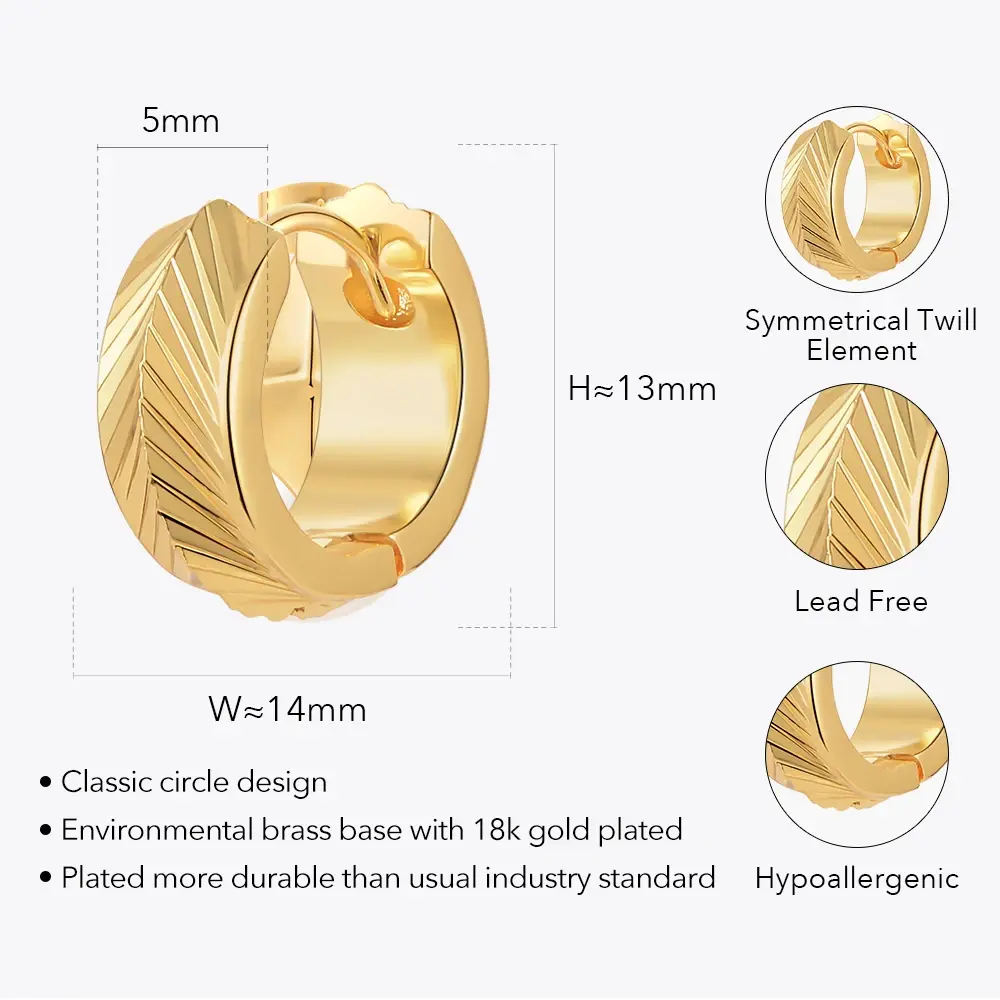 5mm
H≈13mm
W≈14mm
• Classic circle design
• Environmental brass base with 18k gold plated
• Plated more durable than usual industry standard
Symmetrical Twill
Element
Lead Free
Hypoallergenic